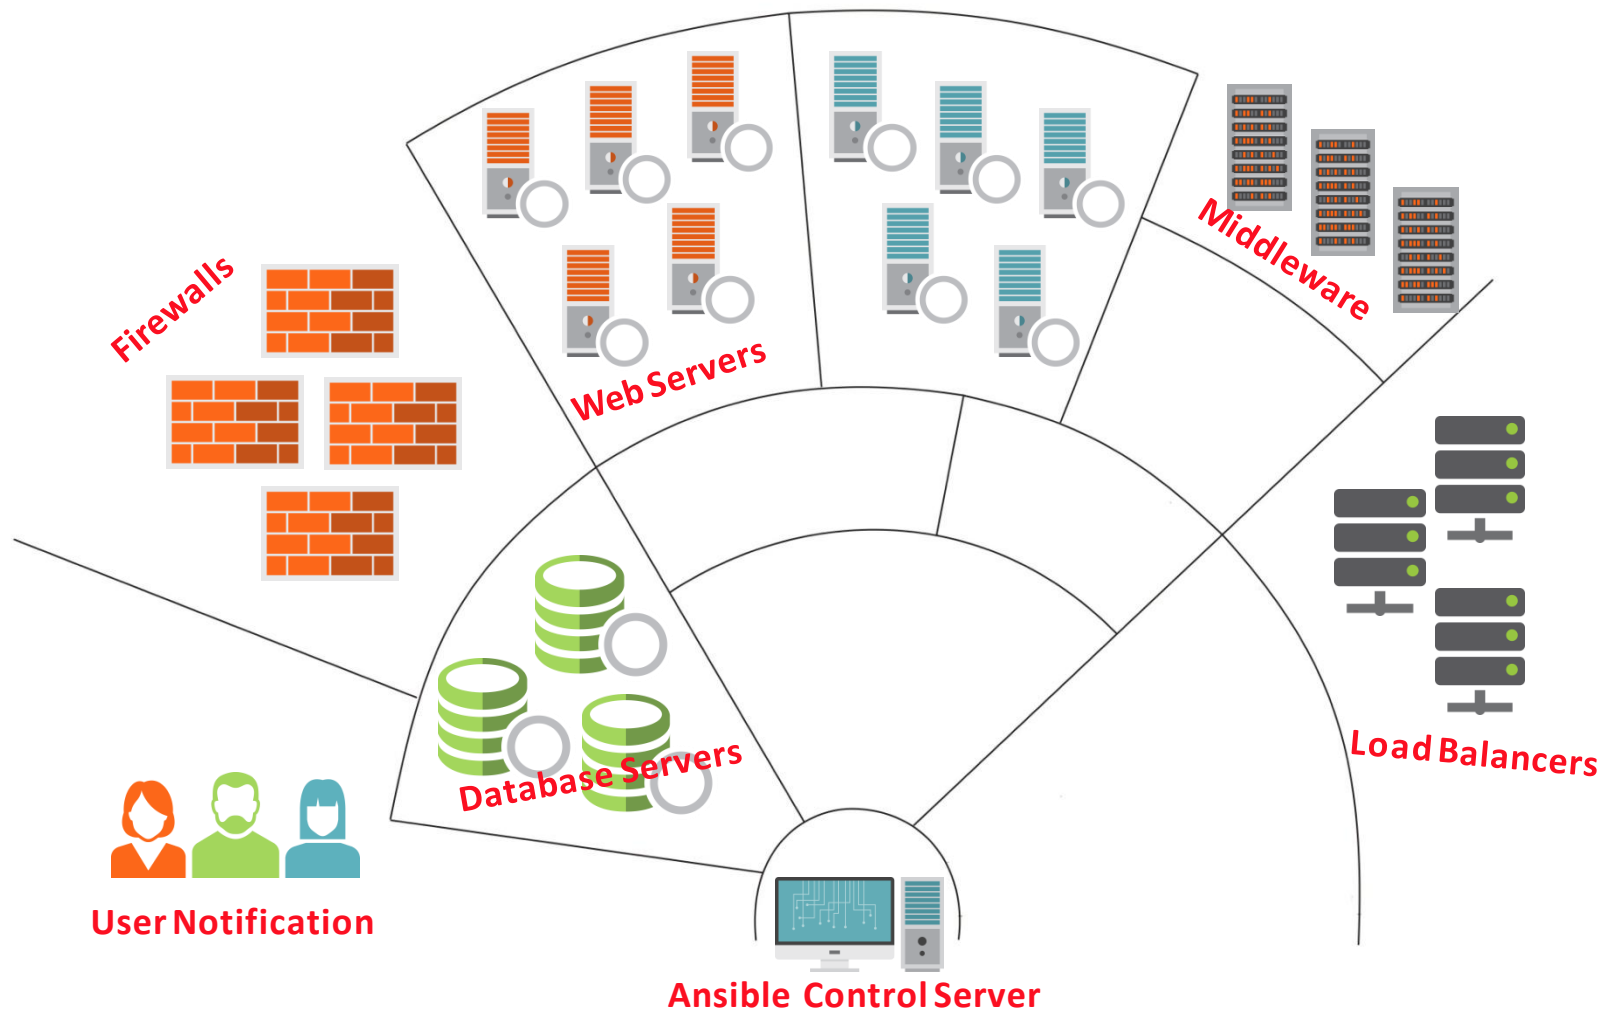 Middleware
Firewalls
Web Servers
Load Balancers
Database Servers
User Notification
Ansible Control Server